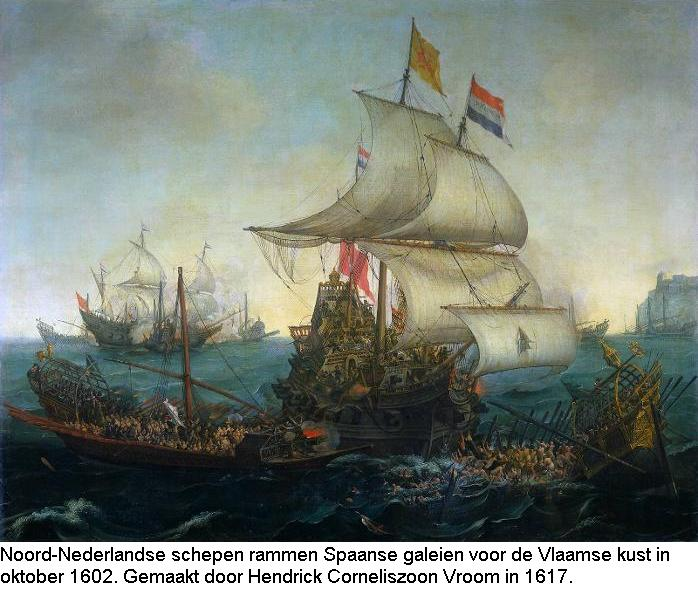 Noord-Nederlandse schepen rammen Spaanse galeien voor de Vlaamse kust in
oktober 1602. Gemaakt door Hendrick Corneliszoon Vroom in 1617.